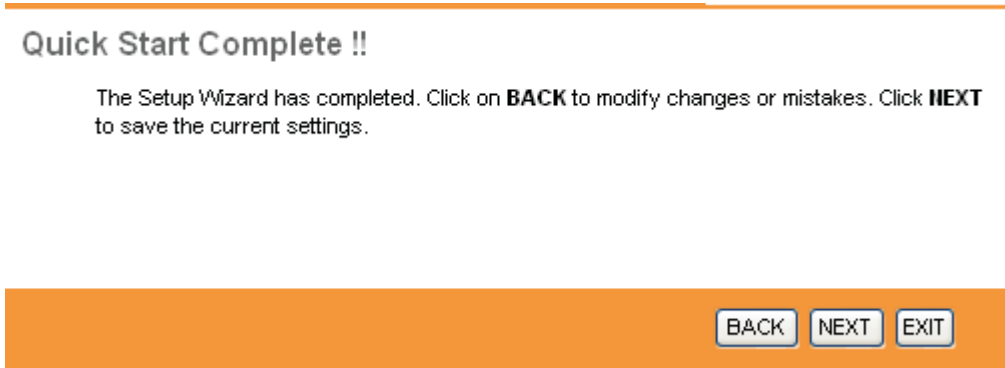 Quick Start Complete !!
The Setup Wizard has completed. Click on BACK to modify changes or mistakes. Click NEXT
to save the current settings.
BACK NEXT EXIT